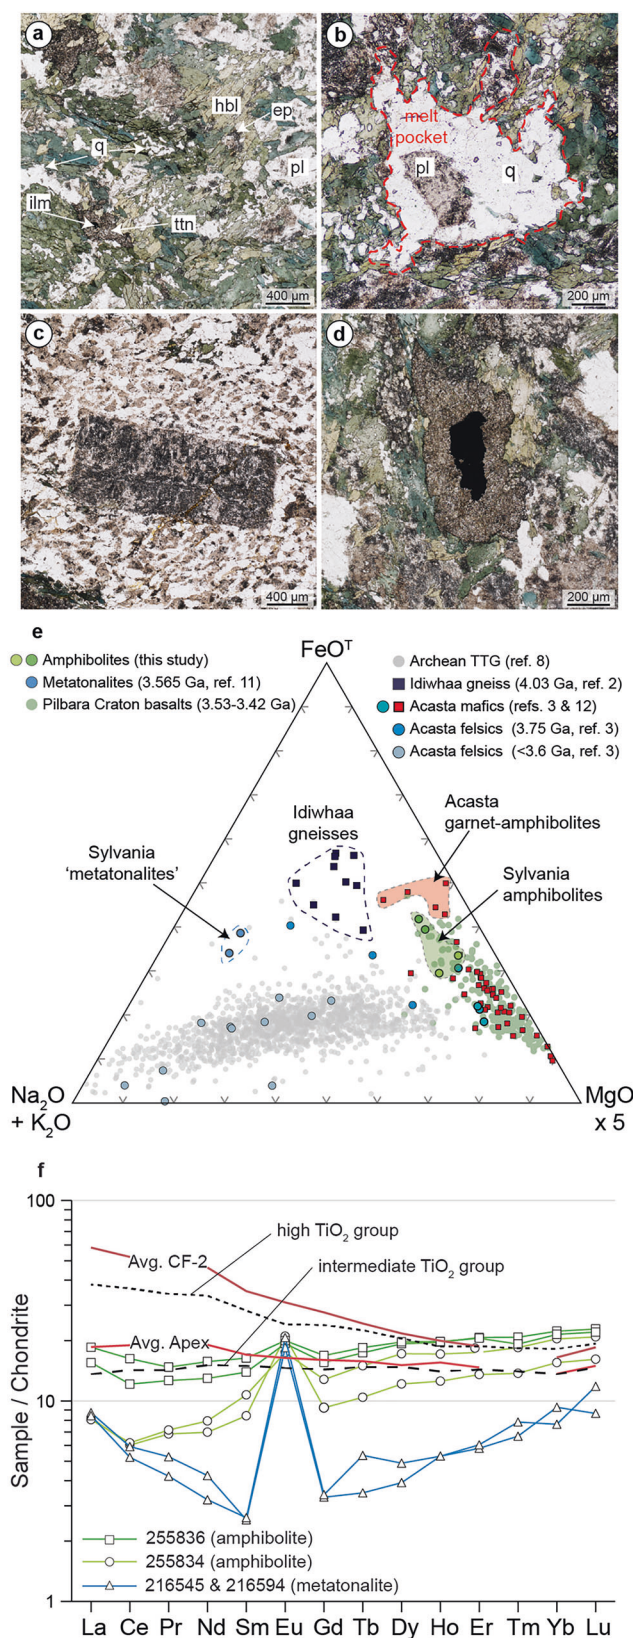 a
hbl
ep
q
pl
ilm
ttn
400 µm
b
melt
pocket
pl
q
200 µm
c
400 µm
d
200 µm
e
FeOᵀ
Amphibolites (this study)
Metatonalites (3.565 Ga, ref. 11)
Pilbara Craton basalts (3.53-3.42 Ga)
Archean TTG (ref. 8)
Idiwhaa gneiss (4.03 Ga, ref. 2)
Acasta mafics (refs. 3 & 12)
Acasta felsics (3.75 Ga, ref. 3)
Acasta felsics (<3.6 Ga, ref. 3)
Idiwhaa
gneisses
Acasta
garnet-amphibolites
Sylvania
'metatonalites'
Sylvania
amphibolites
Na₂O
+ K₂O
MgO
x 5
f
100
Avg. CF-2
high TiO₂ group
intermediate TiO₂ group
Avg. Apex
10
Sample / Chondrite
255836 (amphibolite)
255834 (amphibolite)
216545 & 216594 (metatonalite)
1
La Ce Pr Nd Sm Eu Gd Tb Dy Ho Er Tm Yb Lu